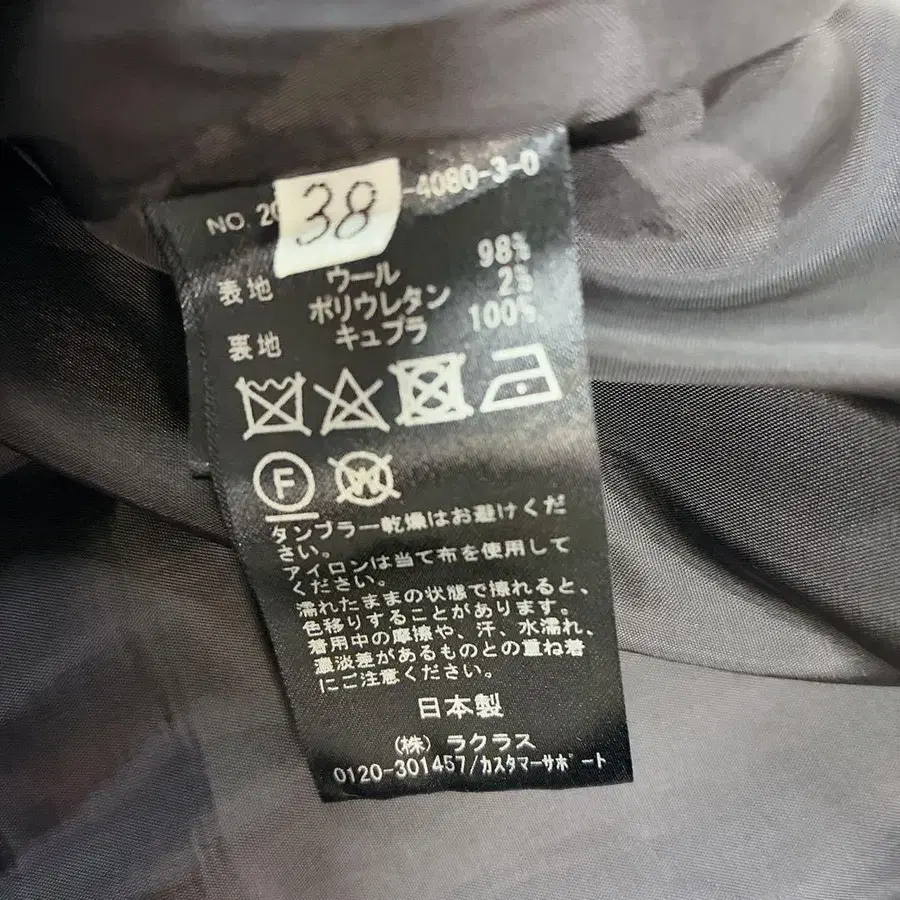 NO. 20
38
-4080-3-0
表地 ウール 98%
ポリウレタン 2%
裏地 キュプラ 100%
F
W
タンブラー乾燥はお避けくだ
さい。
アイロンは当て布を使用して
ください。
濡れたままの状態で擦れると、
色移りすることがあります。
着用中の摩擦や、汗、水濡れ、
濃淡差があるものとの重ね着
にご注意ください。
日本製
(株) ラクラス
0120-301457/カスタマーサポート